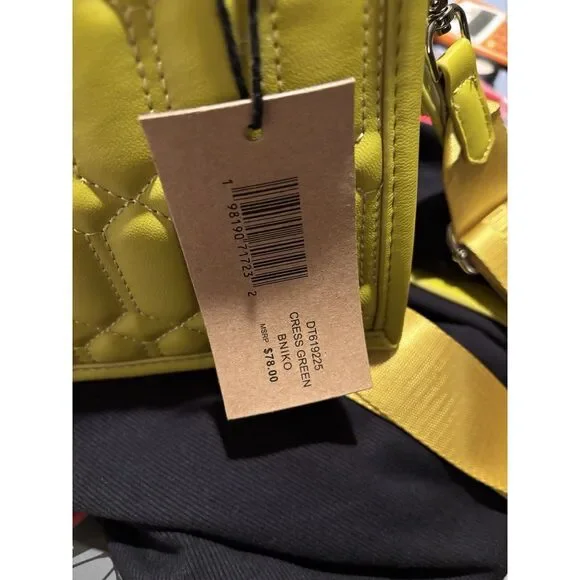 1 98190 71723 2
DT619225
CRESS GREEN
BNIKO
MSRP $78.00